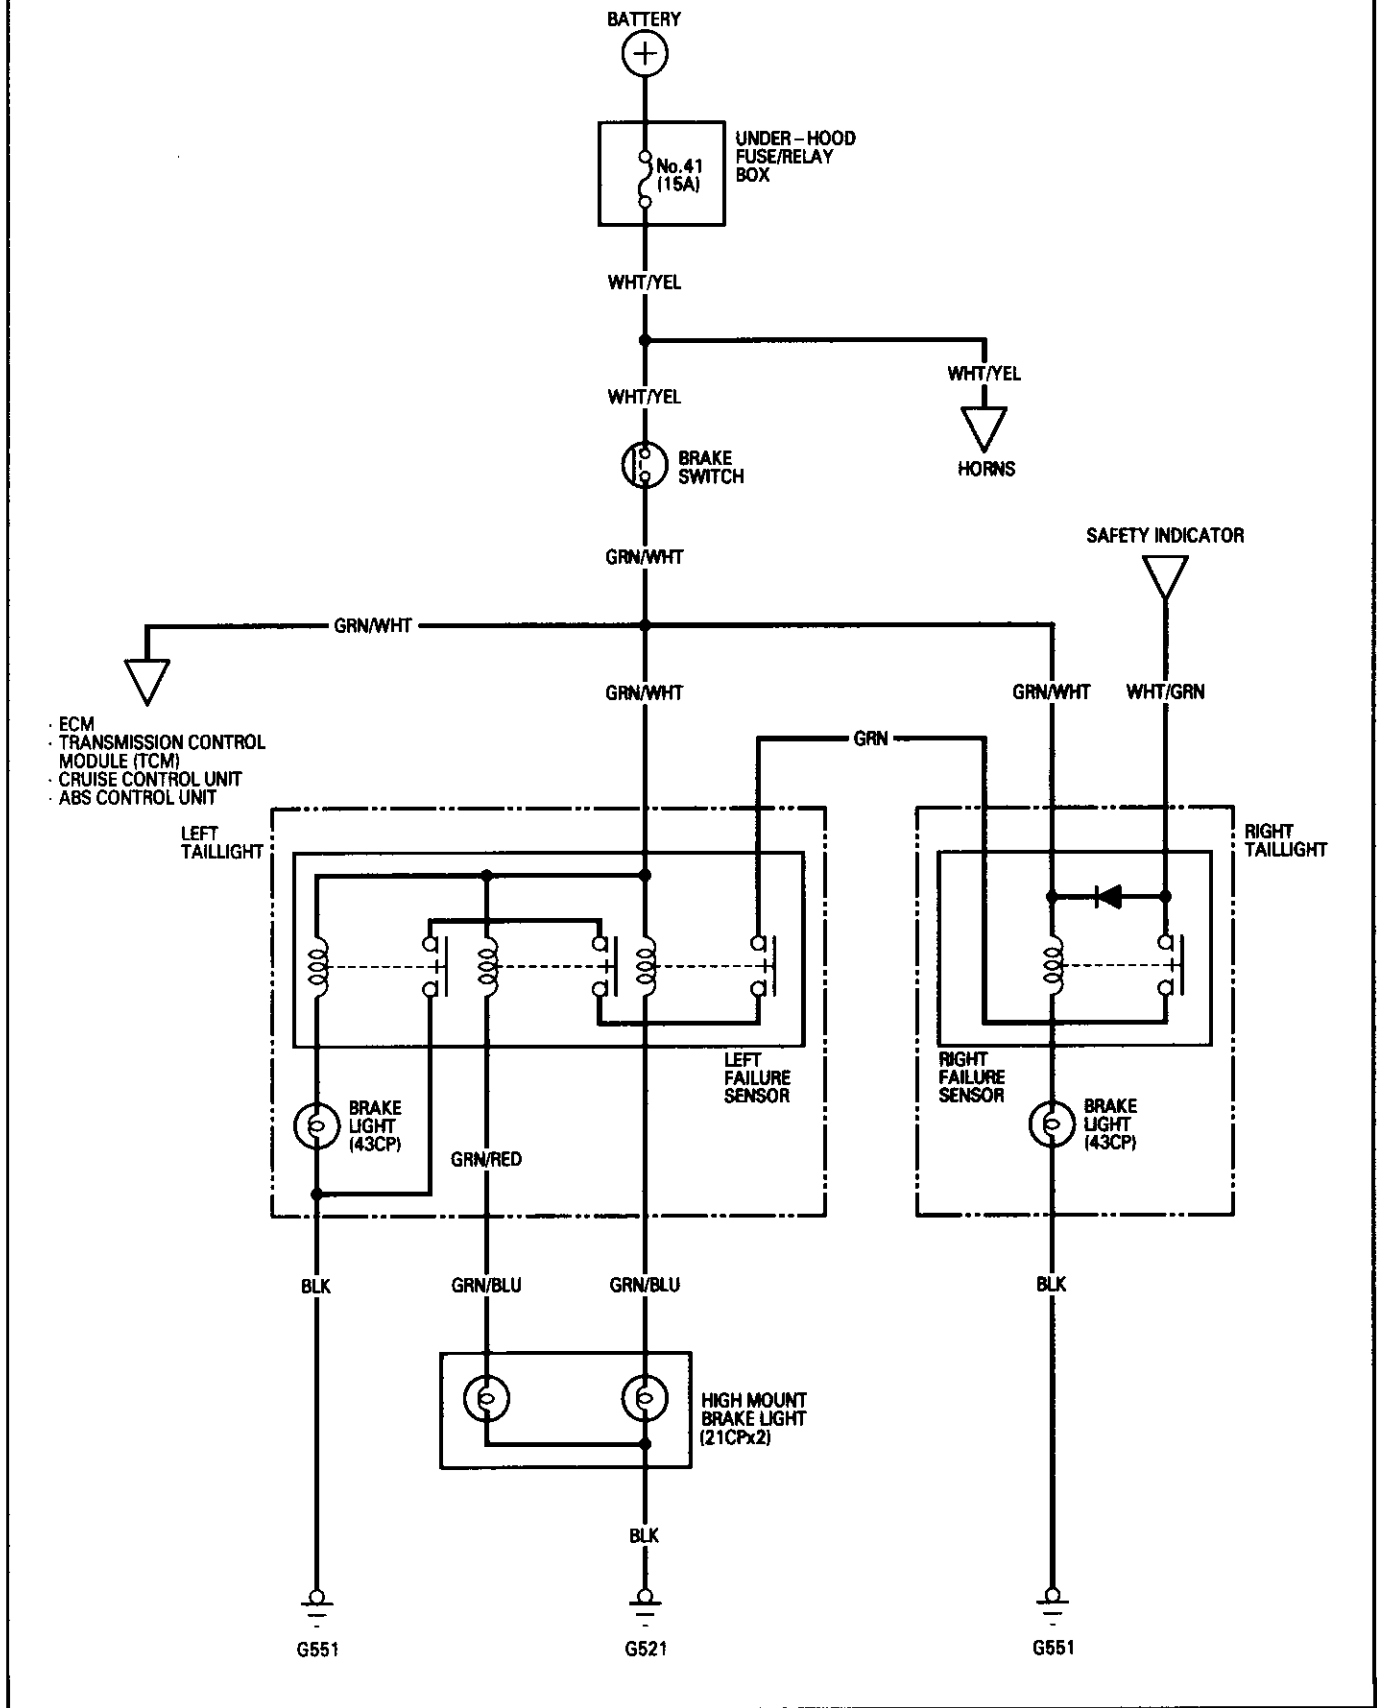 BATTERY
+
UNDER–HOOD
FUSE/RELAY
BOX
No.41
(15A)
WHT/YEL
WHT/YEL
WHT/YEL
HORNS
BRAKE
SWITCH
GRN/WHT
SAFETY INDICATOR
GRN/WHT
GRN/WHT
GRN/WHT
WHT/GRN
· ECM
· TRANSMISSION CONTROL
MODULE (TCM)
· CRUISE CONTROL UNIT
· ABS CONTROL UNIT
GRN
LEFT
TAILLIGHT
RIGHT
TAILLIGHT
LEFT
FAILURE
SENSOR
RIGHT
FAILURE
SENSOR
BRAKE
LIGHT
(43CP)
BRAKE
LIGHT
(43CP)
GRN/RED
BLK
GRN/BLU
GRN/BLU
BLK
HIGH MOUNT
BRAKE LIGHT
(21CPx2)
BLK
G551
G521
G551